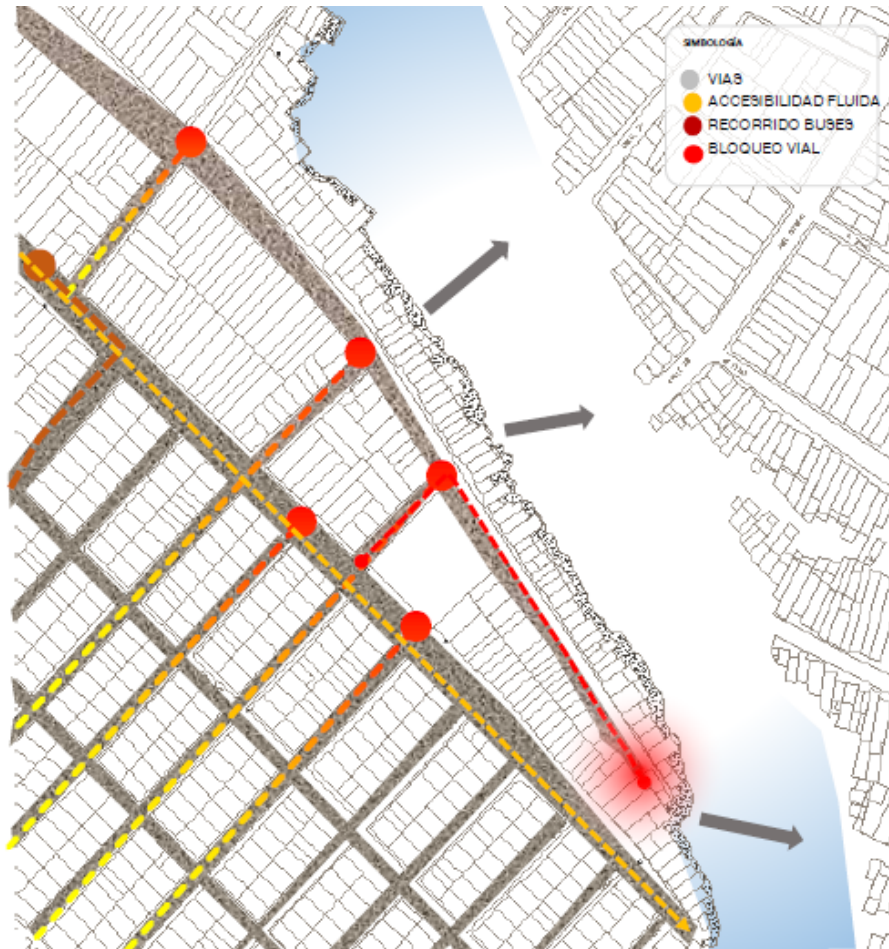 SIMBOLOGÍA
VIAS
ACCESIBILIDAD FLUIDA
RECORRIDO BUSES
BLOQUEO VIAL